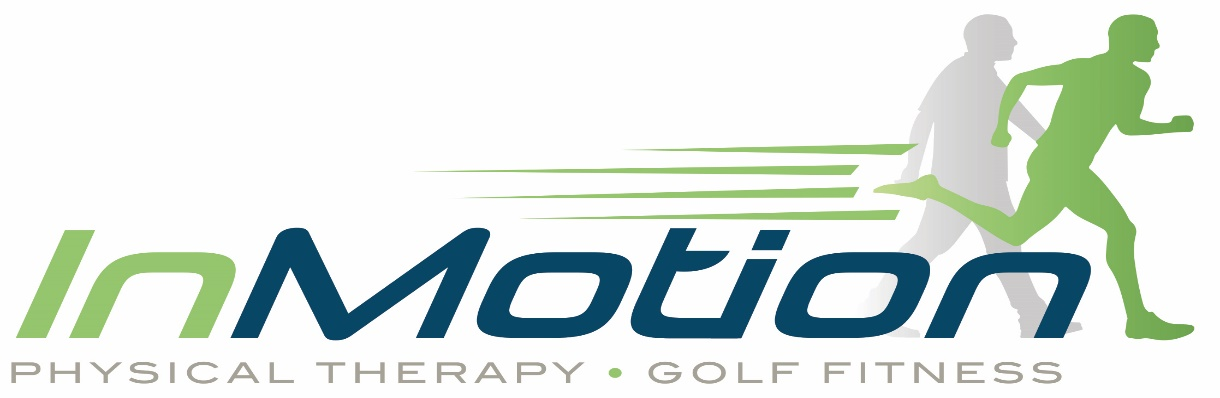 InMotion
PHYSICAL THERAPY • GOLF FITNESS